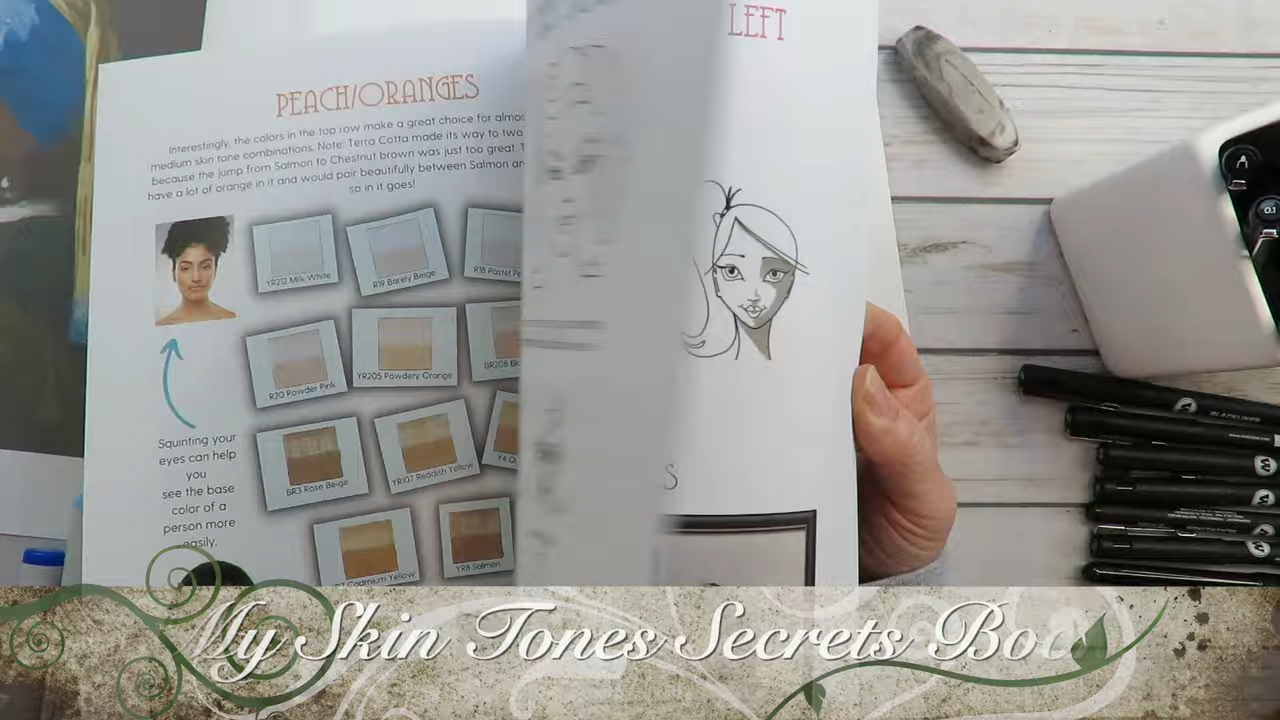 LEFT
PEACH/ORANGES
Interestingly, the colors in the top row make a great choice for
medium skin tone combinations. Note: Terra Cotta made its way to two
because the jump from Salmon to Chestnut brown was just too great.
have a lot of orange in it and would pair beautifully between Salmon
so in it goes!
YR212 Milk White
R19 Barely Beige
R18 Pastel
R20 Powder Pink
YR205 Powdery Orange
BR208
BR3 Rose Beige
YR107 Reddish Yellow
Cadmium Yellow
YR8 Salmon
Squinting your
eyes can help
you
see the base
color of a
person more
easily.
S
0.1
My Skin Tones Secrets